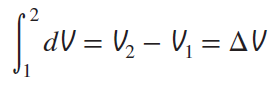 ∫₁² dV = V₂ – V₁ = ΔV